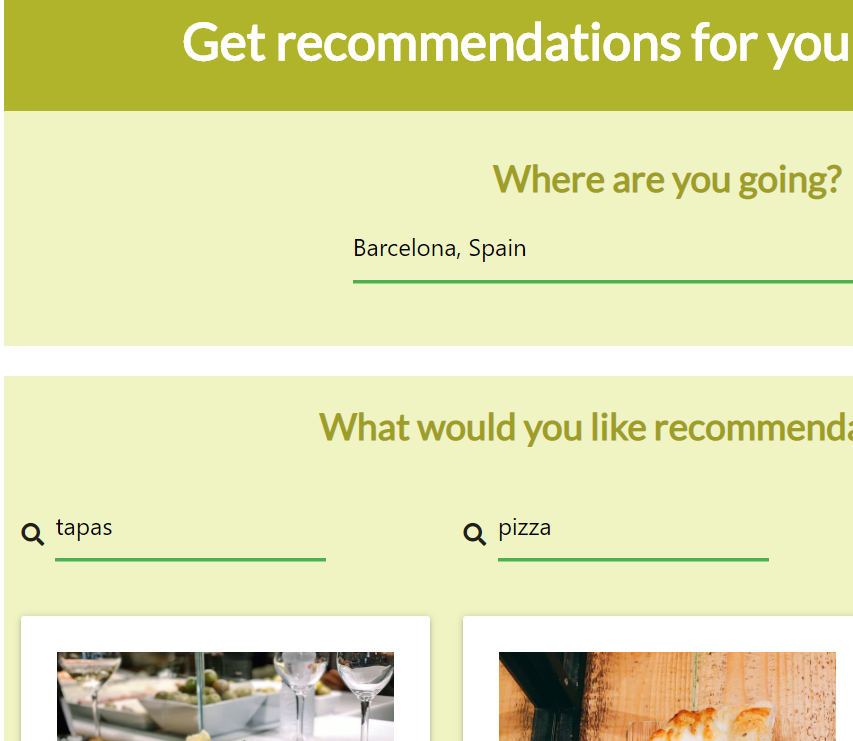 Get recommendations for you
Where are you going?
Barcelona, Spain
What would you like recommenda
tapas
pizza